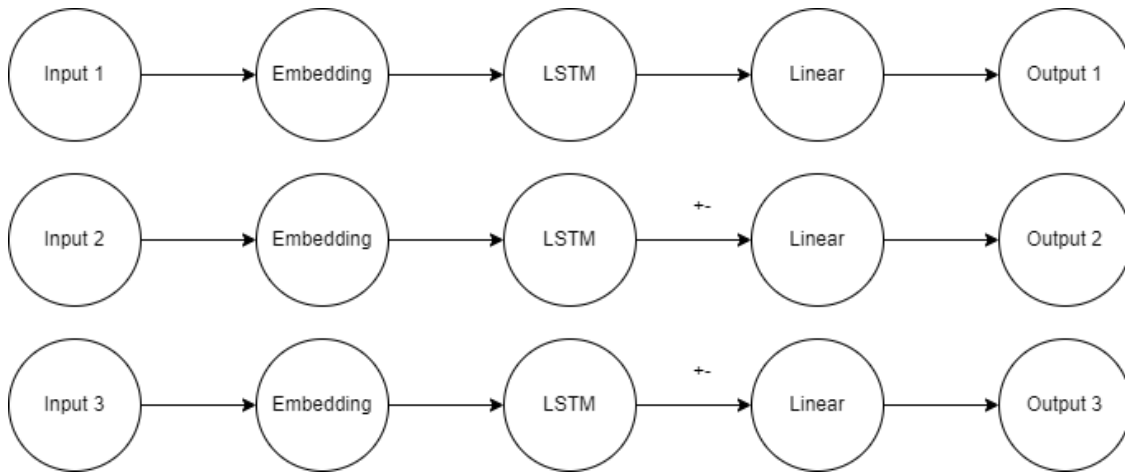 Input 1 Embedding LSTM Linear Output 1
+-
Input 2 Embedding LSTM Linear Output 2
+-
Input 3 Embedding LSTM Linear Output 3